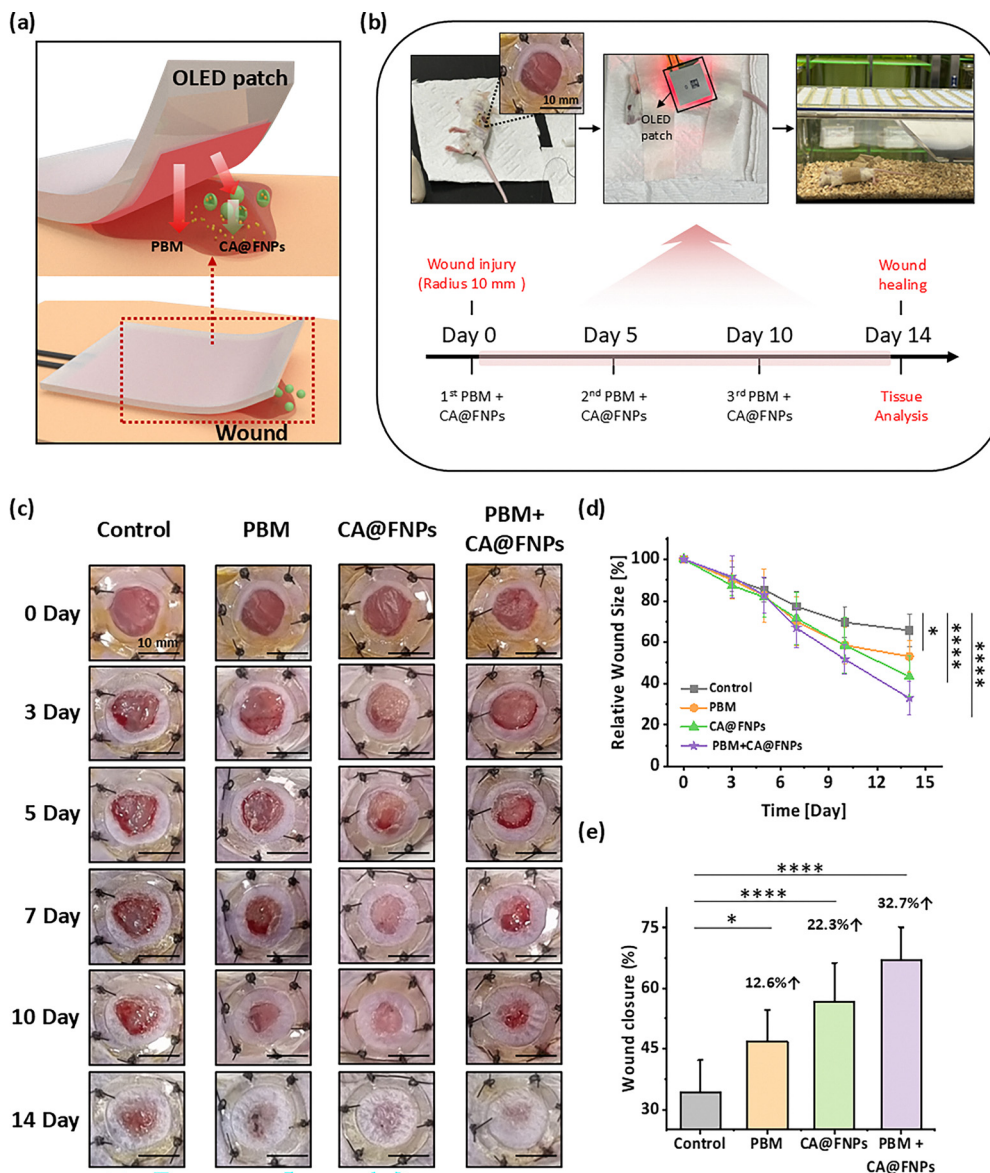 (a)
OLED patch
PBM
CA@FNPs
Wound
(b)
10 mm
OLED
patch
Wound injury
(Radius 10 mm )
Wound
healing
Day 0
Day 5
Day 10
Day 14
1st PBM +
CA@FNPs
2nd PBM +
CA@FNPs
3rd PBM +
CA@FNPs
Tissue
Analysis
(c)
Control
PBM
CA@FNPs
PBM+
CA@FNPs
0 Day
10 mm
3 Day
5 Day
7 Day
10 Day
14 Day
(d)
Relative Wound Size [%]
100
80
60
40
20
0
0
3
6
9
12
15
Time [Day]
Control
PBM
CA@FNPs
PBM+CA@FNPs
*
****
****
(e)
Wound closure (%)
75
60
45
30
****
****
*
12.6%↑
22.3%↑
32.7%↑
Control
PBM
CA@FNPs
PBM +
CA@FNPs